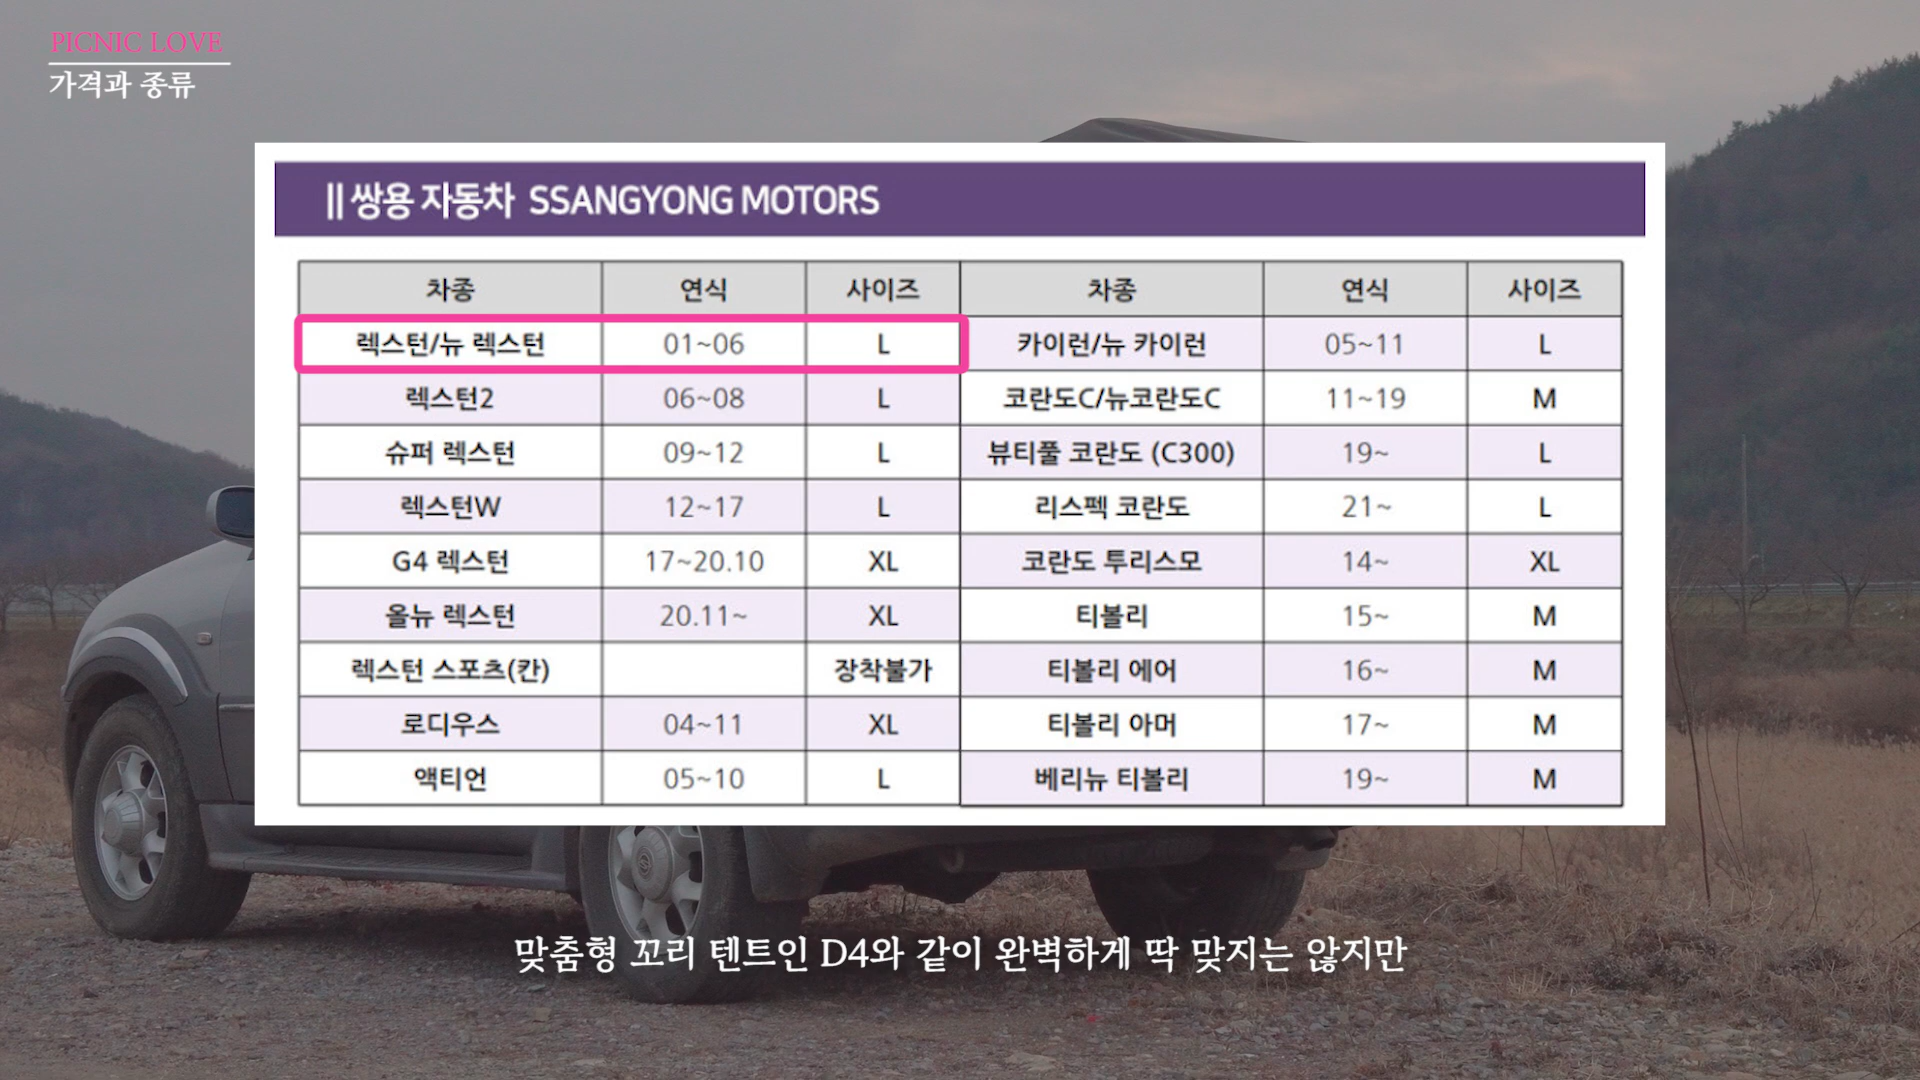 PICNIC LOVE
가격과 종류
|| 쌍용 자동차 SSANGYONG MOTORS
차종 연식 사이즈 차종 연식 사이즈
렉스턴/뉴 렉스턴 01~06 L 카이런/뉴 카이런 05~11 L
렉스턴2 06~08 L 코란도C/뉴코란도C 11~19 M
슈퍼 렉스턴 09~12 L 뷰티풀 코란도 (C300) 19~ L
렉스턴W 12~17 L 리스펙 코란도 21~ L
G4 렉스턴 17~20.10 XL 코란도 투리스모 14~ XL
올뉴 렉스턴 20.11~ XL 티볼리 15~ M
렉스턴 스포츠(칸) 장착불가 티볼리 에어 16~ M
로디우스 04~11 XL 티볼리 아머 17~ M
액티언 05~10 L 베리뉴 티볼리 19~ M
맞춤형 꼬리 텐트인 D4와 같이 완벽하게 딱 맞지는 않지만